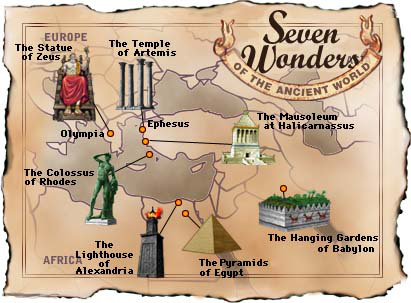 Seven
Wonders
OF THE ANCIENT WORLD
EUROPE
The Statue
of Zeus
The Temple
of Artemis
Olympia
Ephesus
The Mausoleum
at Halicarnassus
The Colossus
of Rhodes
The
Lighthouse
of
Alexandria
The Pyramids
of Egypt
The Hanging Gardens
of Babylon
AFRICA